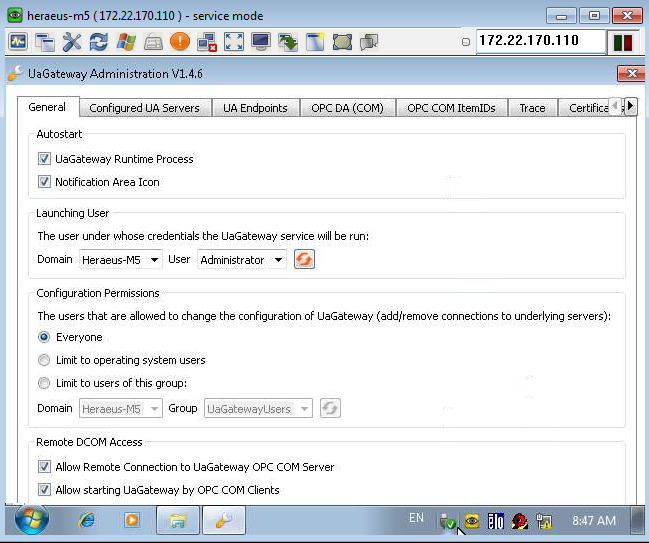 heraeus-m5 ( 172.22.170.110 ) - service mode
172.22.170.110
UaGateway Administration V1.4.6
General Configured UA Servers UA Endpoints OPC DA (COM) OPC COM ItemIDs Trace
Autostart
UaGateway Runtime Process
Notification Area Icon
Launching User
The user under whose credentials the UaGateway service will be run:
Domain Heraeus-M5 User Administrator
Configuration Permissions
The users that are allowed to change the configuration of UaGateway (add/remove connections to underlying servers):
Everyone
Limit to operating system users
Limit to users of this group:
Domain Heraeus-M5 Group UaGatewayUsers
Remote DCOM Access
Allow Remote Connection to UaGateway OPC COM Server
Allow starting UaGateway by OPC COM Clients
EN 8:47 AM